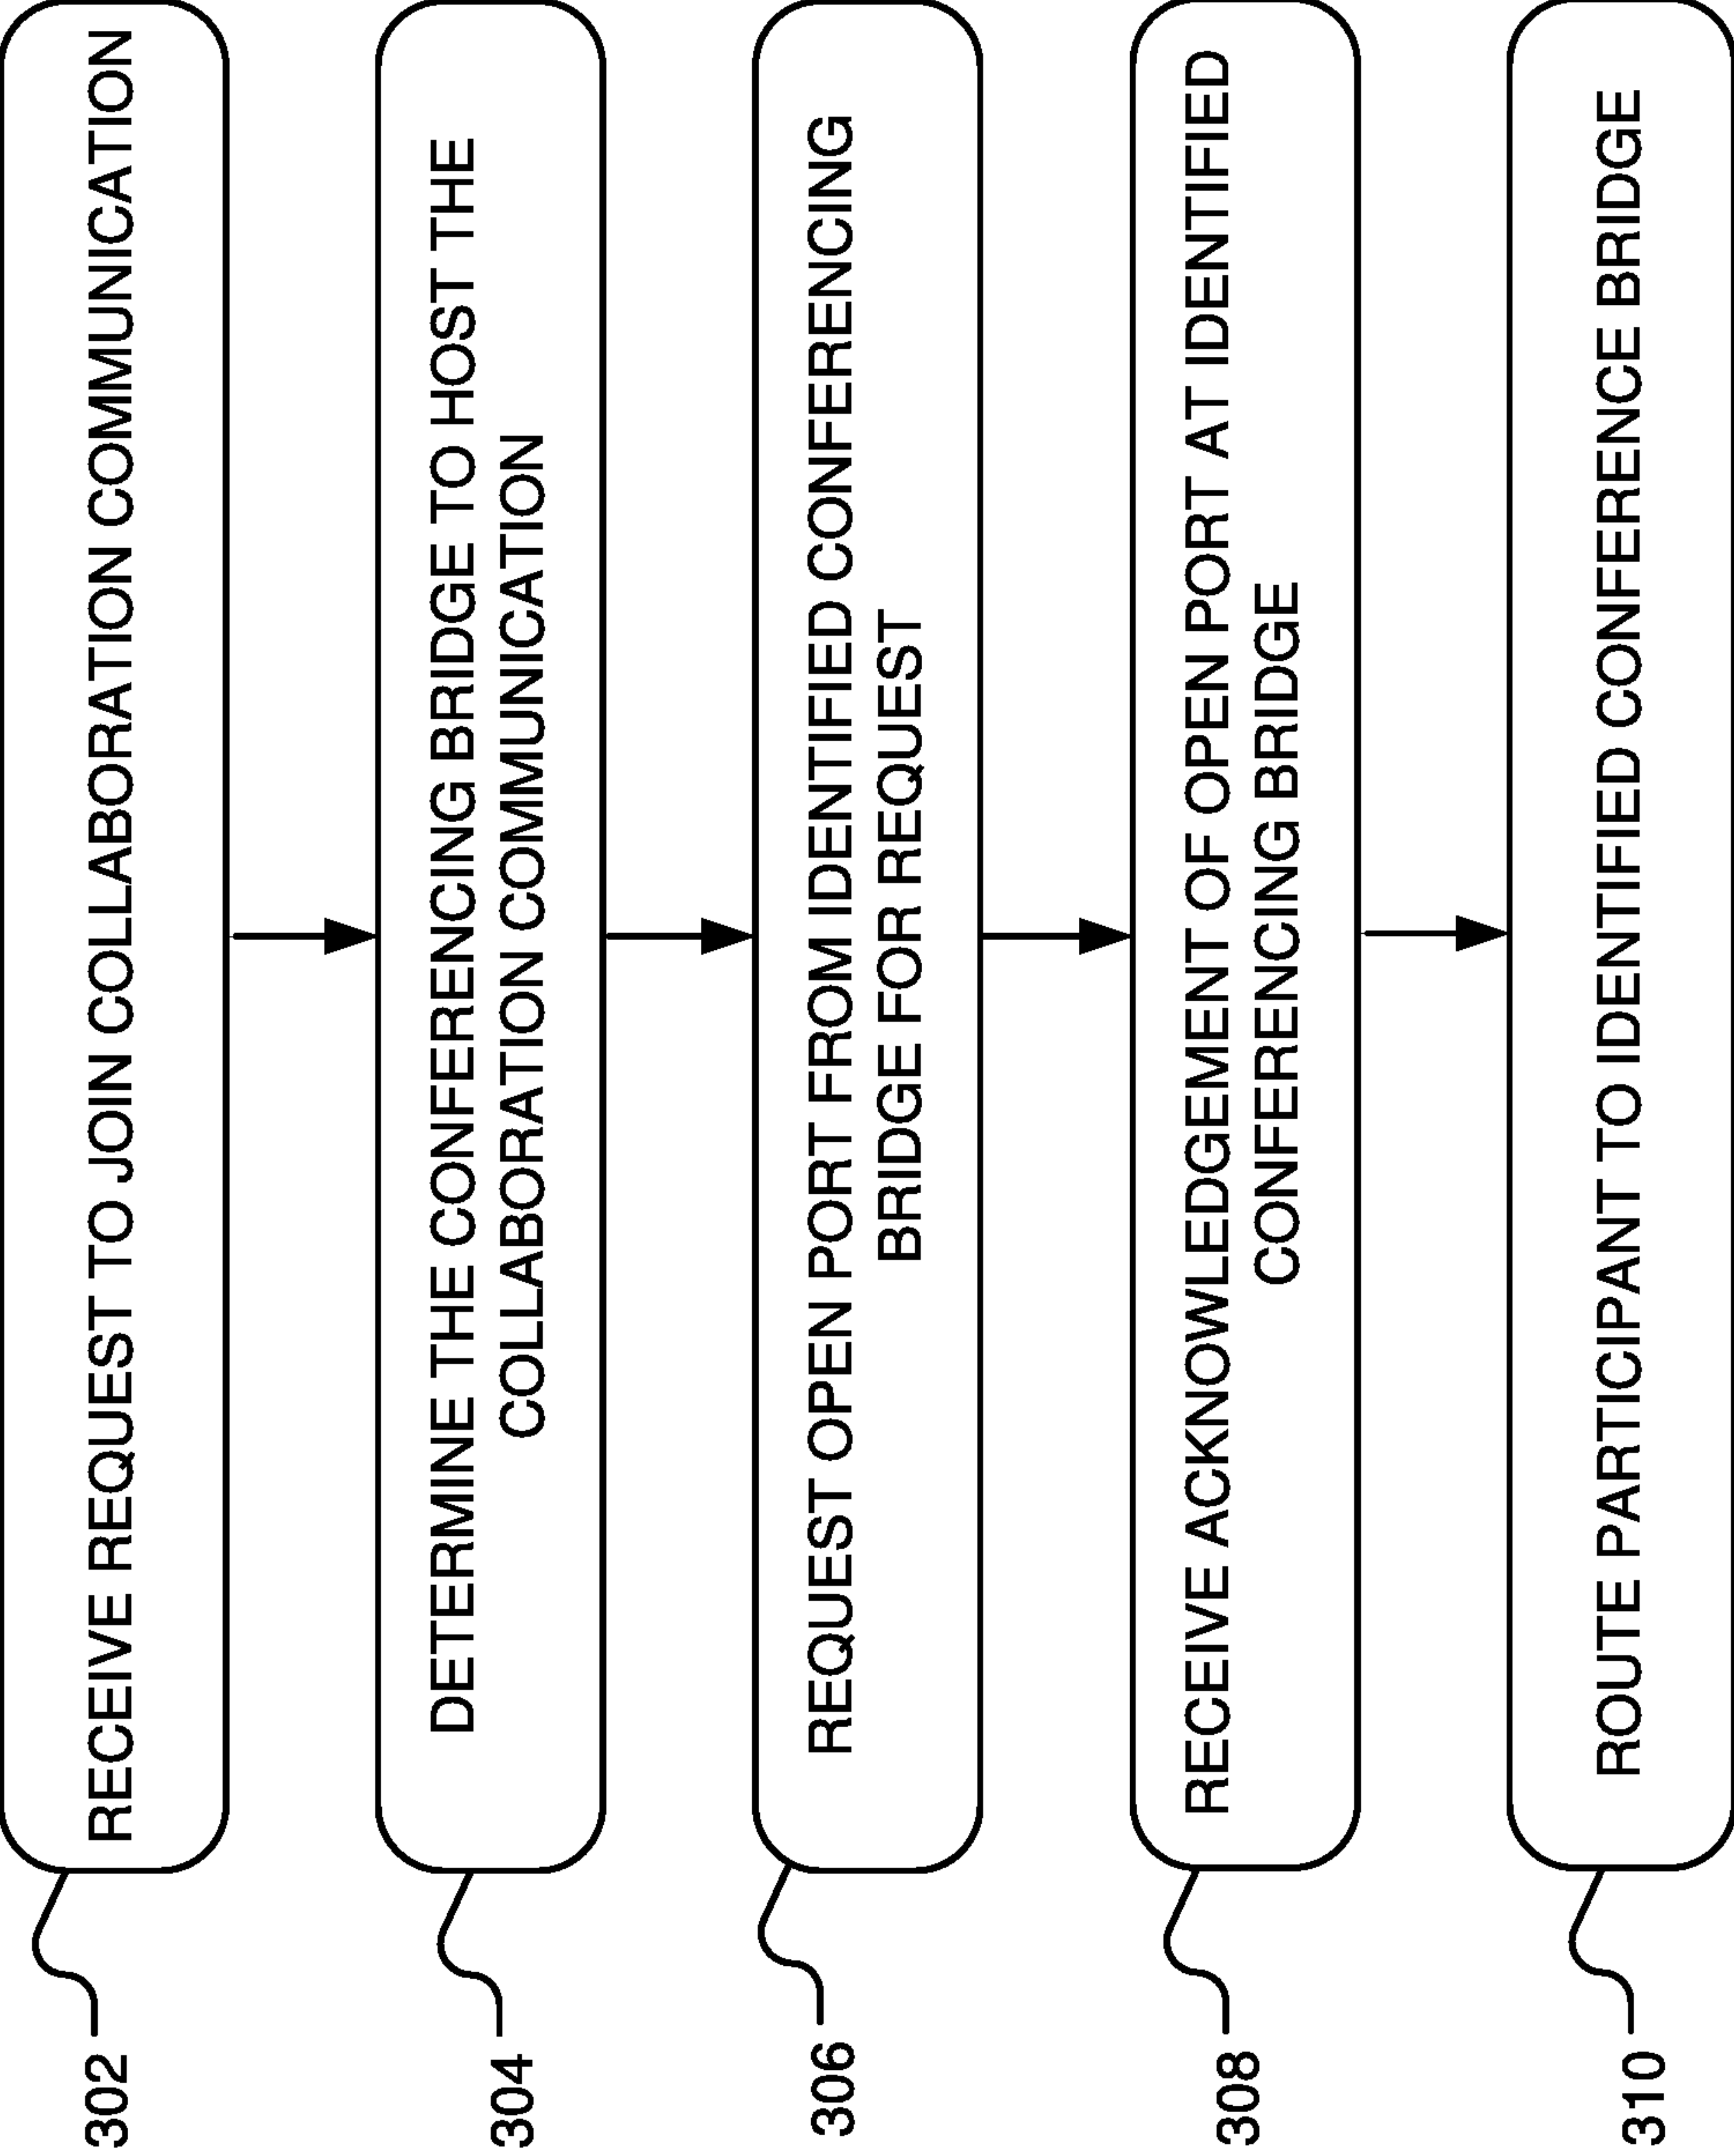 302
RECEIVE REQUEST TO JOIN COLLABORATION COMMUNICATION
304
DETERMINE THE CONFERENCING BRIDGE TO HOST THE
COLLABORATION COMMUNICATION
306
REQUEST OPEN PORT FROM IDENTIFIED CONFERENCING
BRIDGE FOR REQUEST
308
RECEIVE ACKNOWLEDGEMENT OF OPEN PORT AT IDENTIFIED
CONFERENCING BRIDGE
310
ROUTE PARTICIPANT TO IDENTIFIED CONFERENCE BRIDGE